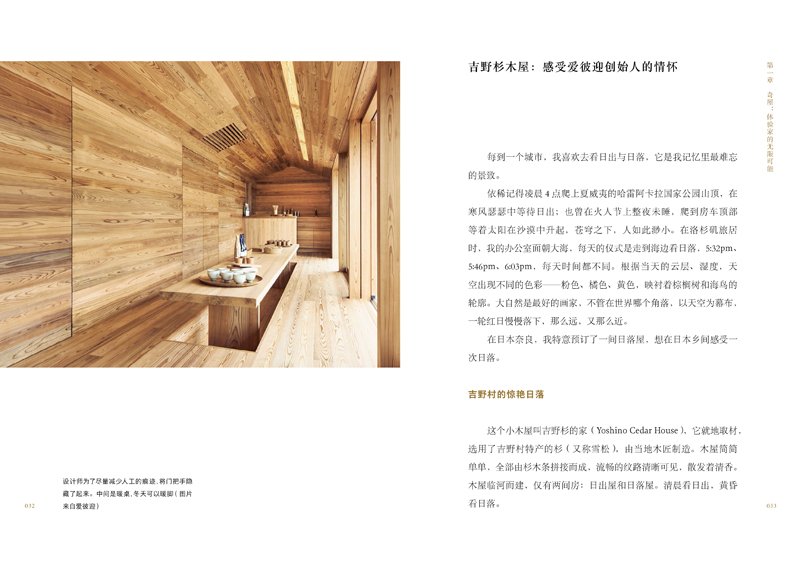 设计师为了尽量减少人工的痕迹，将门把手隐
藏了起来。中间是暖桌，冬天可以暖脚（图片
来自爱彼迎）
032
吉野杉木屋：感受爱彼迎创始人的情怀
每到一个城市，我喜欢去看日出与日落，它是我记忆里最难忘
的景致。
依稀记得凌晨 4 点爬上夏威夷的哈雷阿卡拉国家公园山顶，在
寒风瑟瑟中等待日出；也曾在火人节上整夜未睡，爬到房车顶部
等着太阳在沙漠中升起，苍穹之下，人如此渺小。在洛杉矶旅居
时，我的办公室面朝大海，每天的仪式是走到海边看日落，5:32pm、
5:46pm、6:03pm，每天时间都不同。根据当天的云层、湿度，天
空出现不同的色彩——粉色、橘色、黄色，映衬着棕榈树和海鸟的
轮廓。大自然是最好的画家，不管在世界哪个角落，以天空为幕布，
一轮红日慢慢落下，那么远，又那么近。
在日本奈良，我特意预订了一间日落屋，想在日本乡间感受一
次日落。
吉野村的惊艳日落
这个小木屋叫吉野杉的家（Yoshino Cedar House），它就地取材，
选用了吉野村特产的杉（又称雪松），由当地木匠制造。木屋简简
单单，全部由杉木条拼接而成，流畅的纹路清晰可见，散发着清香。
木屋临河而建，仅有两间房：日出屋和日落屋。清晨看日出，黄昏
看日落。
第一章 奇屋：体验家的无限可能
033